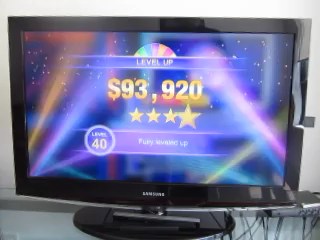 LEVEL UP
$93,920
LEVEL
40
Fully leveled up
SAMSUNG